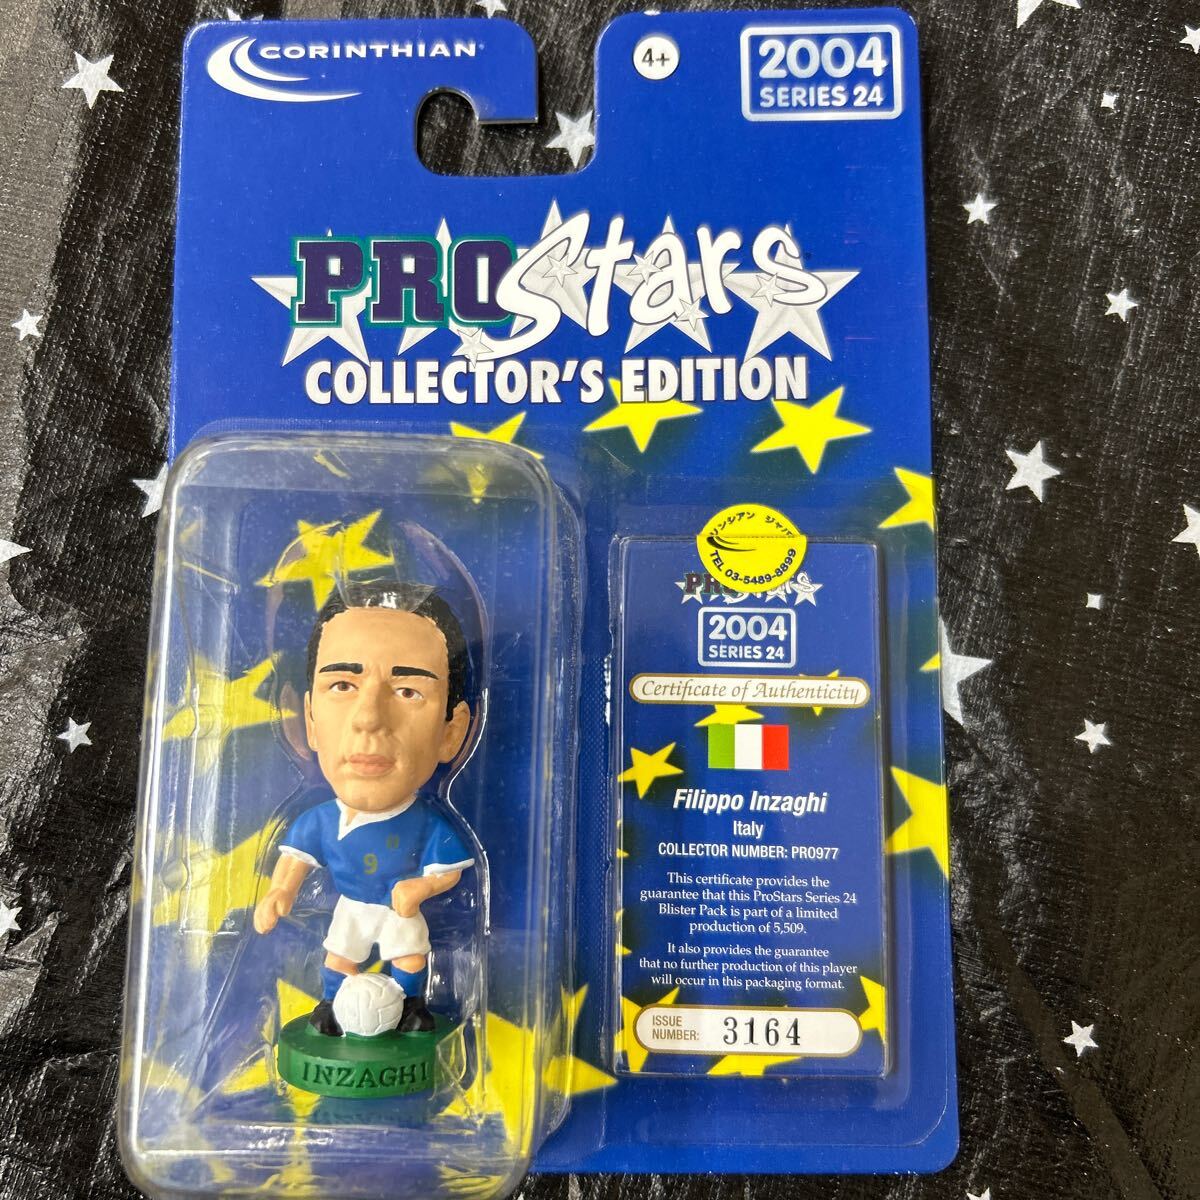 CORINTHIAN
4+
2004
SERIES 24
PROStars
COLLECTOR'S EDITION
TEL 03-5489-8899
PROStars
2004
SERIES 24
Certificate of Authenticity
Filippo Inzaghi
Italy
COLLECTOR NUMBER: PRO977
This certificate provides the
guarantee that this ProStars Series 24
Blister Pack is part of a limited
production of 5,509.
It also provides the guarantee
that no further production of this player
will occur in this packaging format.
ISSUE
NUMBER: 3164
9
INZAGHI